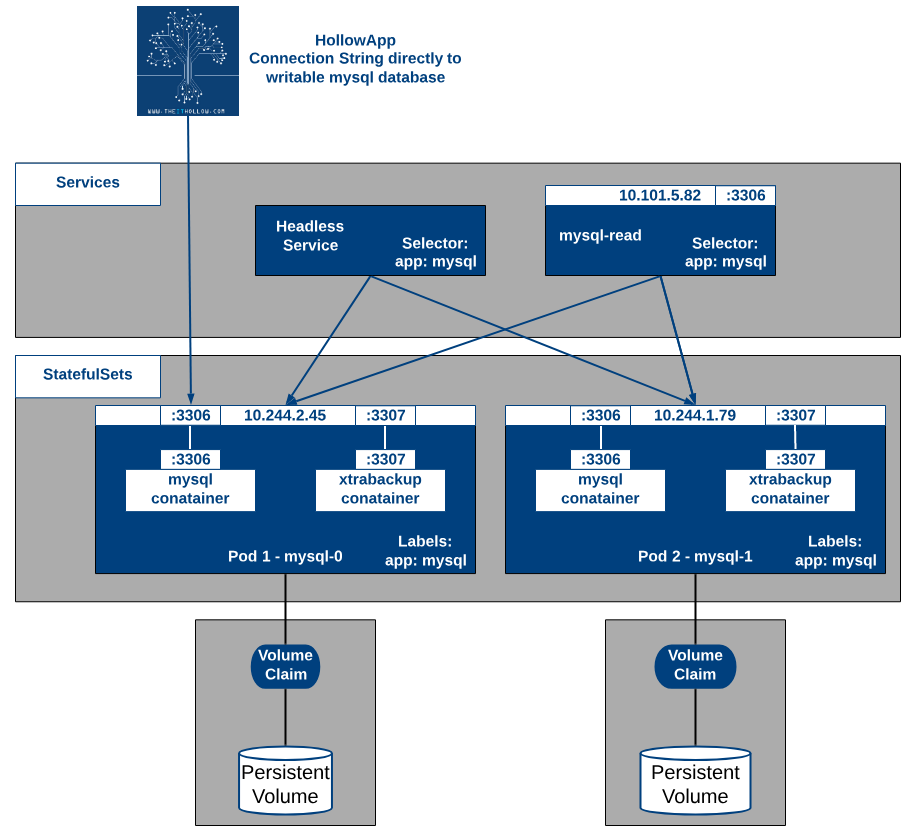 HollowApp
Connection String directly to
writable mysql database
WWW.THEITHOLLOW.COM
Services
10.101.5.82 :3306
Headless
Service
Selector:
app: mysql
mysql-read
Selector:
app: mysql
StatefulSets
:3306 10.244.2.45 :3307
:3306
mysql
conatainer
:3307
xtrabackup
conatainer
Labels:
app: mysql
Pod 1 - mysql-0
:3306 10.244.1.79 :3307
:3306
mysql
conatainer
:3307
xtrabackup
conatainer
Labels:
app: mysql
Pod 2 - mysql-1
Volume
Claim
Persistent
Volume
Volume
Claim
Persistent
Volume